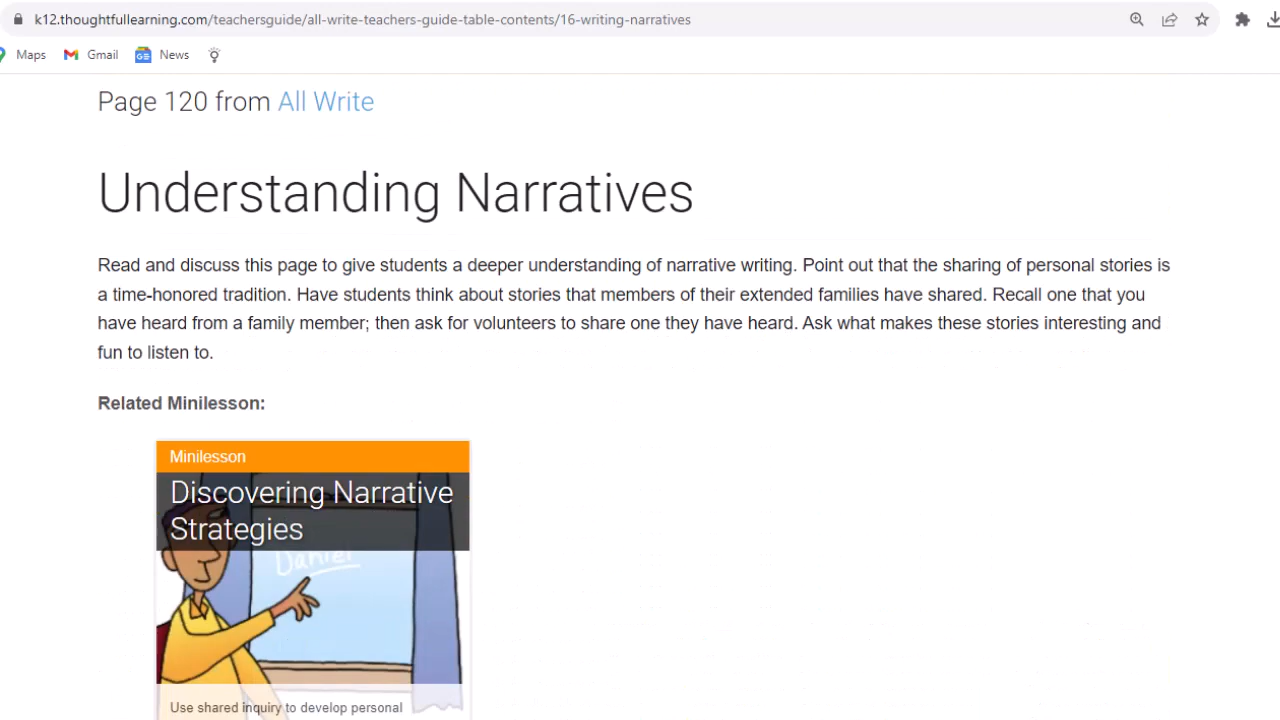 k12.thoughtfullearning.com/teachersguide/all-write-teachers-guide-table-contents/16-writing-narratives
Maps Gmail News
Page 120 from All Write
Understanding Narratives
Read and discuss this page to give students a deeper understanding of narrative writing. Point out that the sharing of personal stories is
a time-honored tradition. Have students think about stories that members of their extended families have shared. Recall one that you
have heard from a family member; then ask for volunteers to share one they have heard. Ask what makes these stories interesting and
fun to listen to.
Related Minilesson:
Minilesson
Discovering Narrative
Strategies
Daniel
Use shared inquiry to develop personal